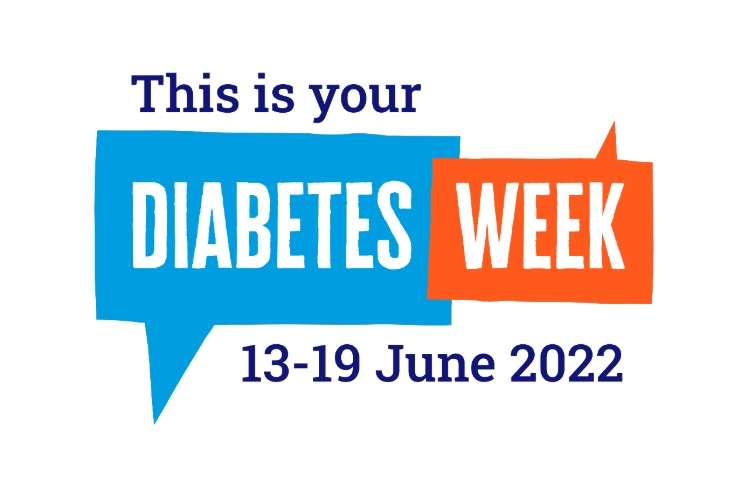 This is your
DIABETES WEEK
13-19 June 2022